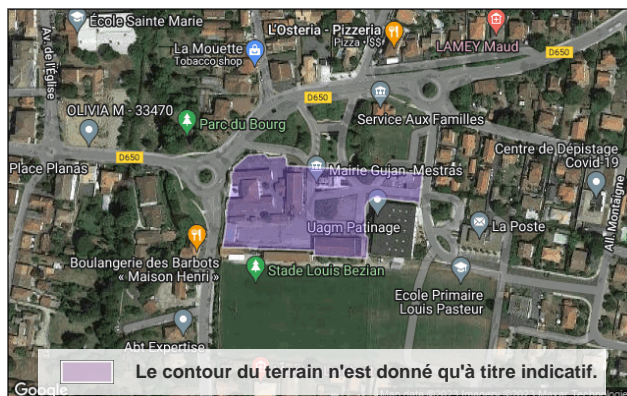 École Sainte Marie
Av. de l'Église
L'Osteria - Pizzeria
Pizza • $$
LAMEY Maud
La Mouette
Tobacco shop
D650
D650
OLIVIA M - 33470
Parc du Bourg
Service Aux Familles
Centre de Dépistage
Covid-19
Place Planas
D650
Mairie Gujan-Mestras
All. Montaigne
Uagm Patinage
La Poste
Boulangerie des Barbots
« Maison Henri »
Stade Louis Bezian
Ecole Primaire
Louis Pasteur
Abt Expertise
Le contour du terrain n'est donné qu'à titre indicatif.
Google